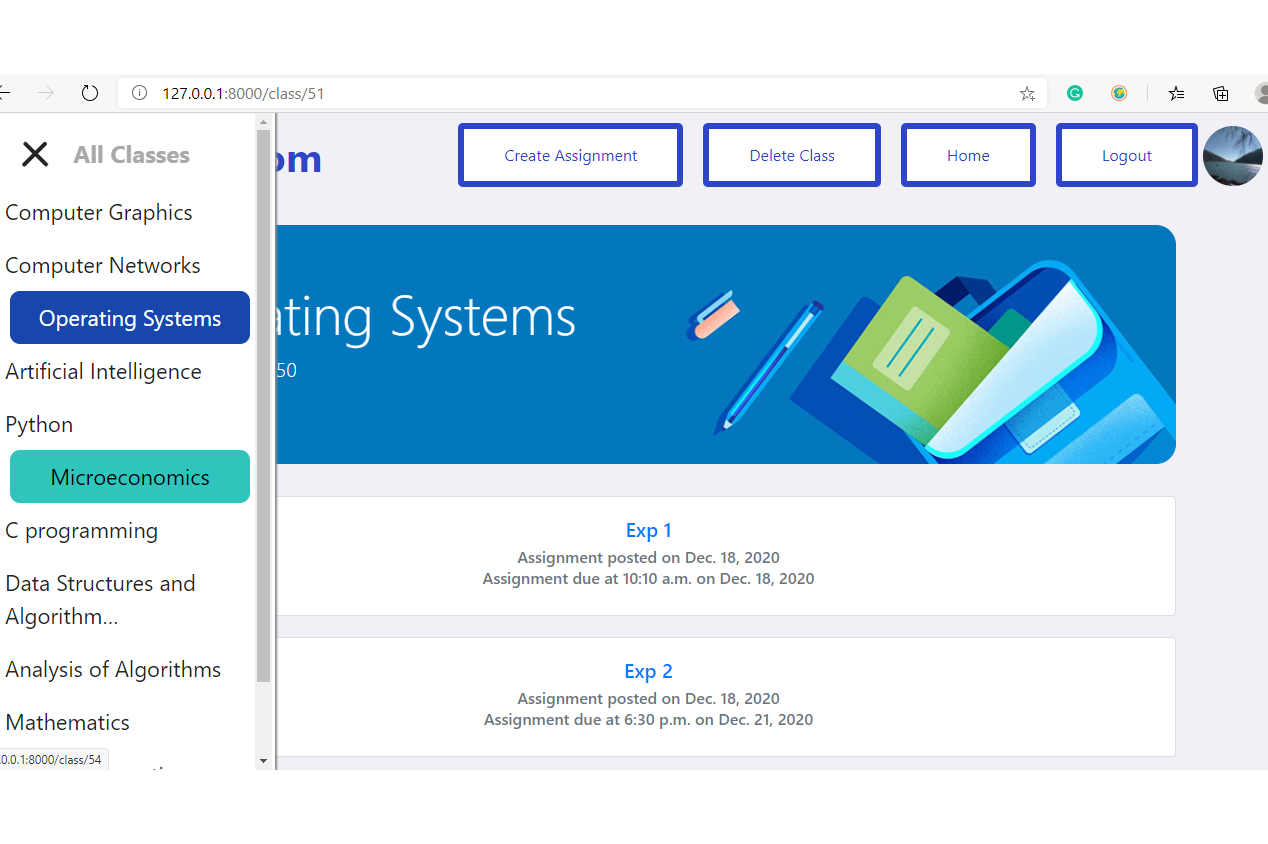 127.0.0.1:8000/class/51
All Classes
om
Create Assignment
Delete Class
Home
Logout
Computer Graphics
Computer Networks
Operating Systems
Artificial Intelligence
Python
Microeconomics
C programming
Data Structures and
Algorithm...
Analysis of Algorithms
Mathematics
.0.0.1:8000/class/54
ating Systems
50
Exp 1
Assignment posted on Dec. 18, 2020
Assignment due at 10:10 a.m. on Dec. 18, 2020
Exp 2
Assignment posted on Dec. 18, 2020
Assignment due at 6:30 p.m. on Dec. 21, 2020